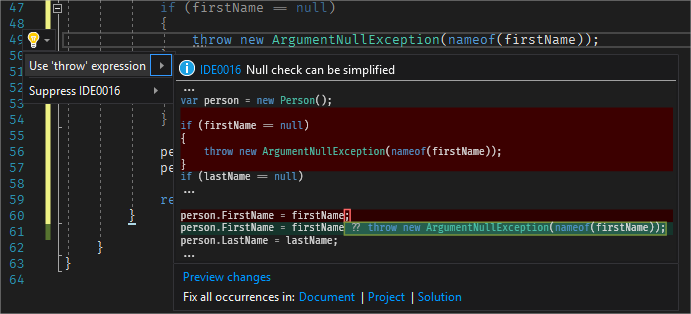 47 if (firstName == null)
48 {
49 throw new ArgumentNullException(nameof(firstName));
50
Use 'throw' expression
51
Suppress IDE0016
52
53
54
55 }
56 pe
57 pe
58
59 re
60 }
61
62 }
63 }
64
IDE0016 Null check can be simplified
...
var person = new Person();
if (firstName == null)
{
throw new ArgumentNullException(nameof(firstName));
}
if (lastName == null)
...
person.FirstName = firstName;
person.FirstName = firstName ?? throw new ArgumentNullException(nameof(firstName));
person.LastName = lastName;
...
Preview changes
Fix all occurrences in: Document | Project | Solution